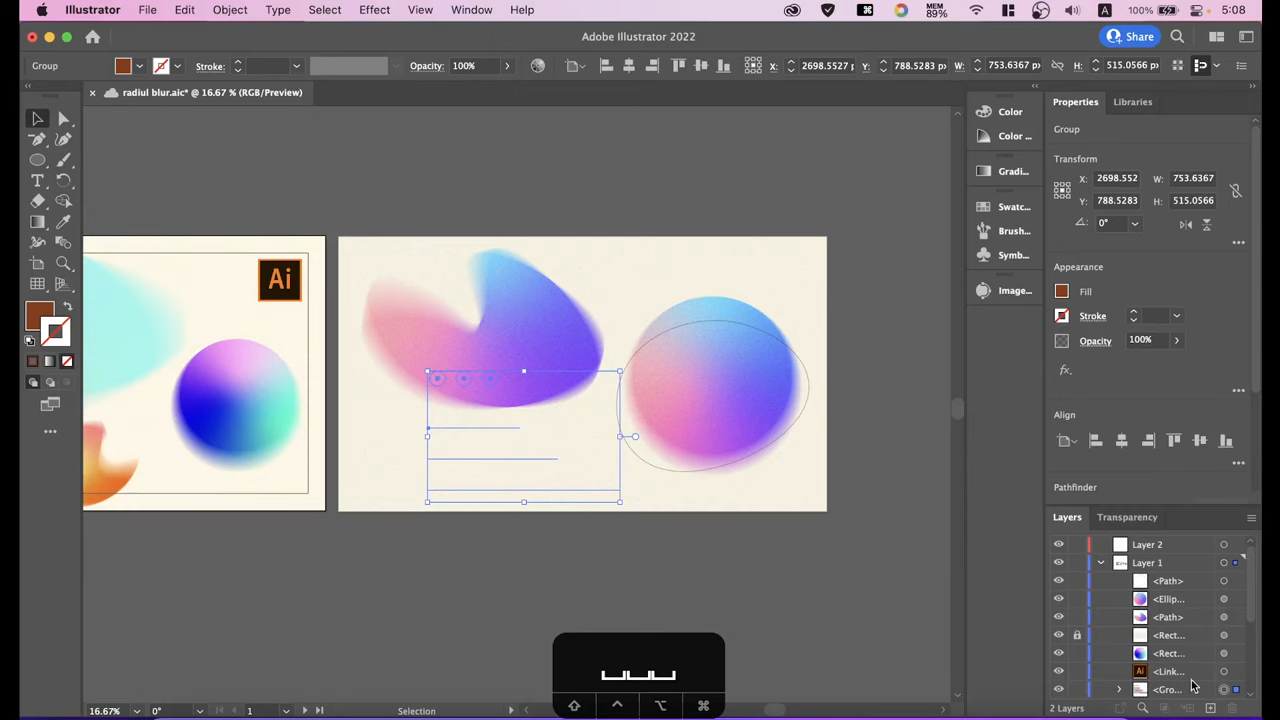 Illustrator File Edit Object Type Select Effect View Window Help MEM 89% A 100% 5:08
Adobe Illustrator 2022 Share
Group Stroke: Opacity: 100% X: 2698.5527 p Y: 788.5283 p W: 753.6367 p H: 515.0566 p
× radiul blur.aic* @ 16.67 % (RGB/Preview)
Properties Libraries
Color
Group
Color ...
Transform
Gradi...
X: 2698.552 W: 753.6367
Y: 788.5283 H: 515.0566
Swatc...
0°
Brush...
Symb...
Appearance
Ai
Image...
Fill
Stroke
Opacity 100%
fx.
Align
Pathfinder
Layers Transparency
Layer 2
Layer 1
<Path>
<Ellip...
<Path>
<Rect...
<Rect...
Ai <Link...
<Gro...
16.67% 0° 1 Selection
2 Layers